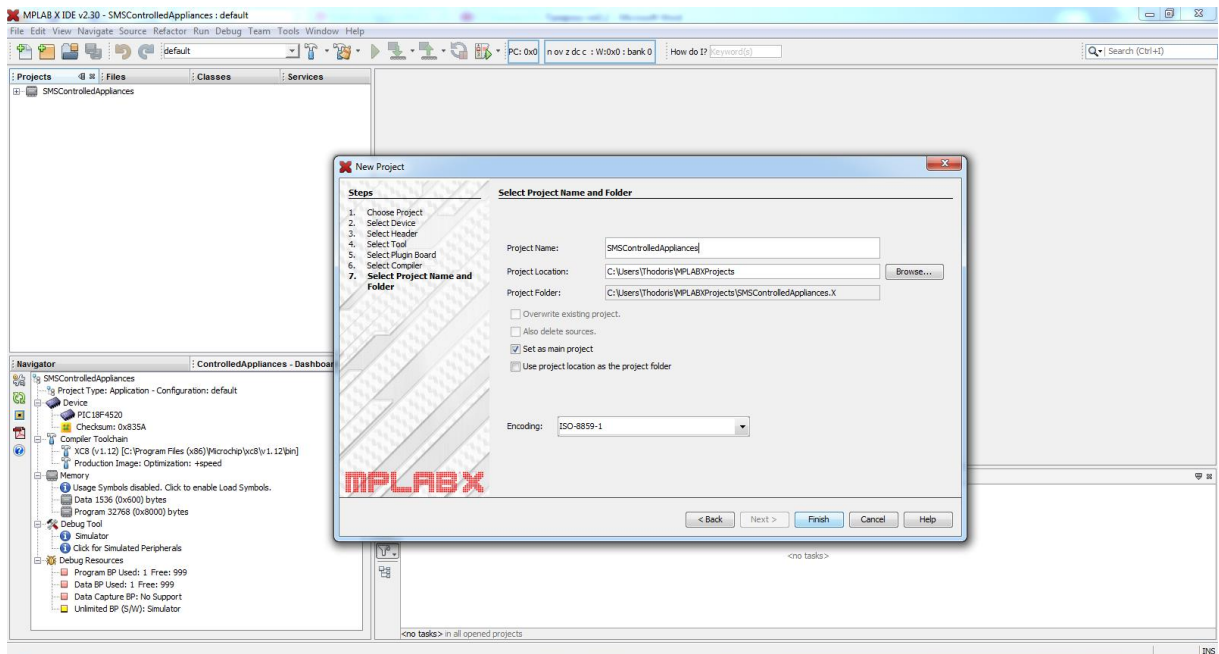 MPLAB X IDE v2.30 - SMSControlledAppliances : default
File Edit View Navigate Source Refactor Run Debug Team Tools Window Help
default
PC: 0x0
n ov z dc c : W:0x0 : bank 0
How do I? Keyword(s)
Search (Ctrl+I)
Projects
Files
Classes
Services
SMSControlledAppliances
New Project
Steps
1. Choose Project
2. Select Device
3. Select Header
4. Select Tool
5. Select Plugin Board
6. Select Compiler
7. Select Project Name and
Folder
MPLAB X
Select Project Name and Folder
Project Name: SMSControlledAppliances
Project Location: C:\Users\Thodoris\MPLABXProjects Browse...
Project Folder: C:\Users\Thodoris\MPLABXProjects\SMSControlledAppliances.X
Overwrite existing project.
Also delete sources.
Set as main project
Use project location as the project folder
Encoding: ISO-8859-1
< Back Next > Finish Cancel Help
Navigator
ControlledAppliances - Dashboar
SMSControlledAppliances
Project Type: Application - Configuration: default
Device
PIC18F4520
Checksum: 0x835A
Compiler Toolchain
XC8 (v1.12) [C:\Program Files (x86)\Microchip\xc8\v1.12\bin]
Production Image: Optimization: +speed
Memory
Usage Symbols disabled. Click to enable Load Symbols.
Data 1536 (0x600) bytes
Program 32768 (0x8000) bytes
Debug Tool
Simulator
Click for Simulated Peripherals
Debug Resources
Program BP Used: 1 Free: 999
Data BP Used: 1 Free: 999
Data Capture BP: No Support
Unlimited BP (S/W): Simulator
<no tasks>
<no tasks> in all opened projects
INS